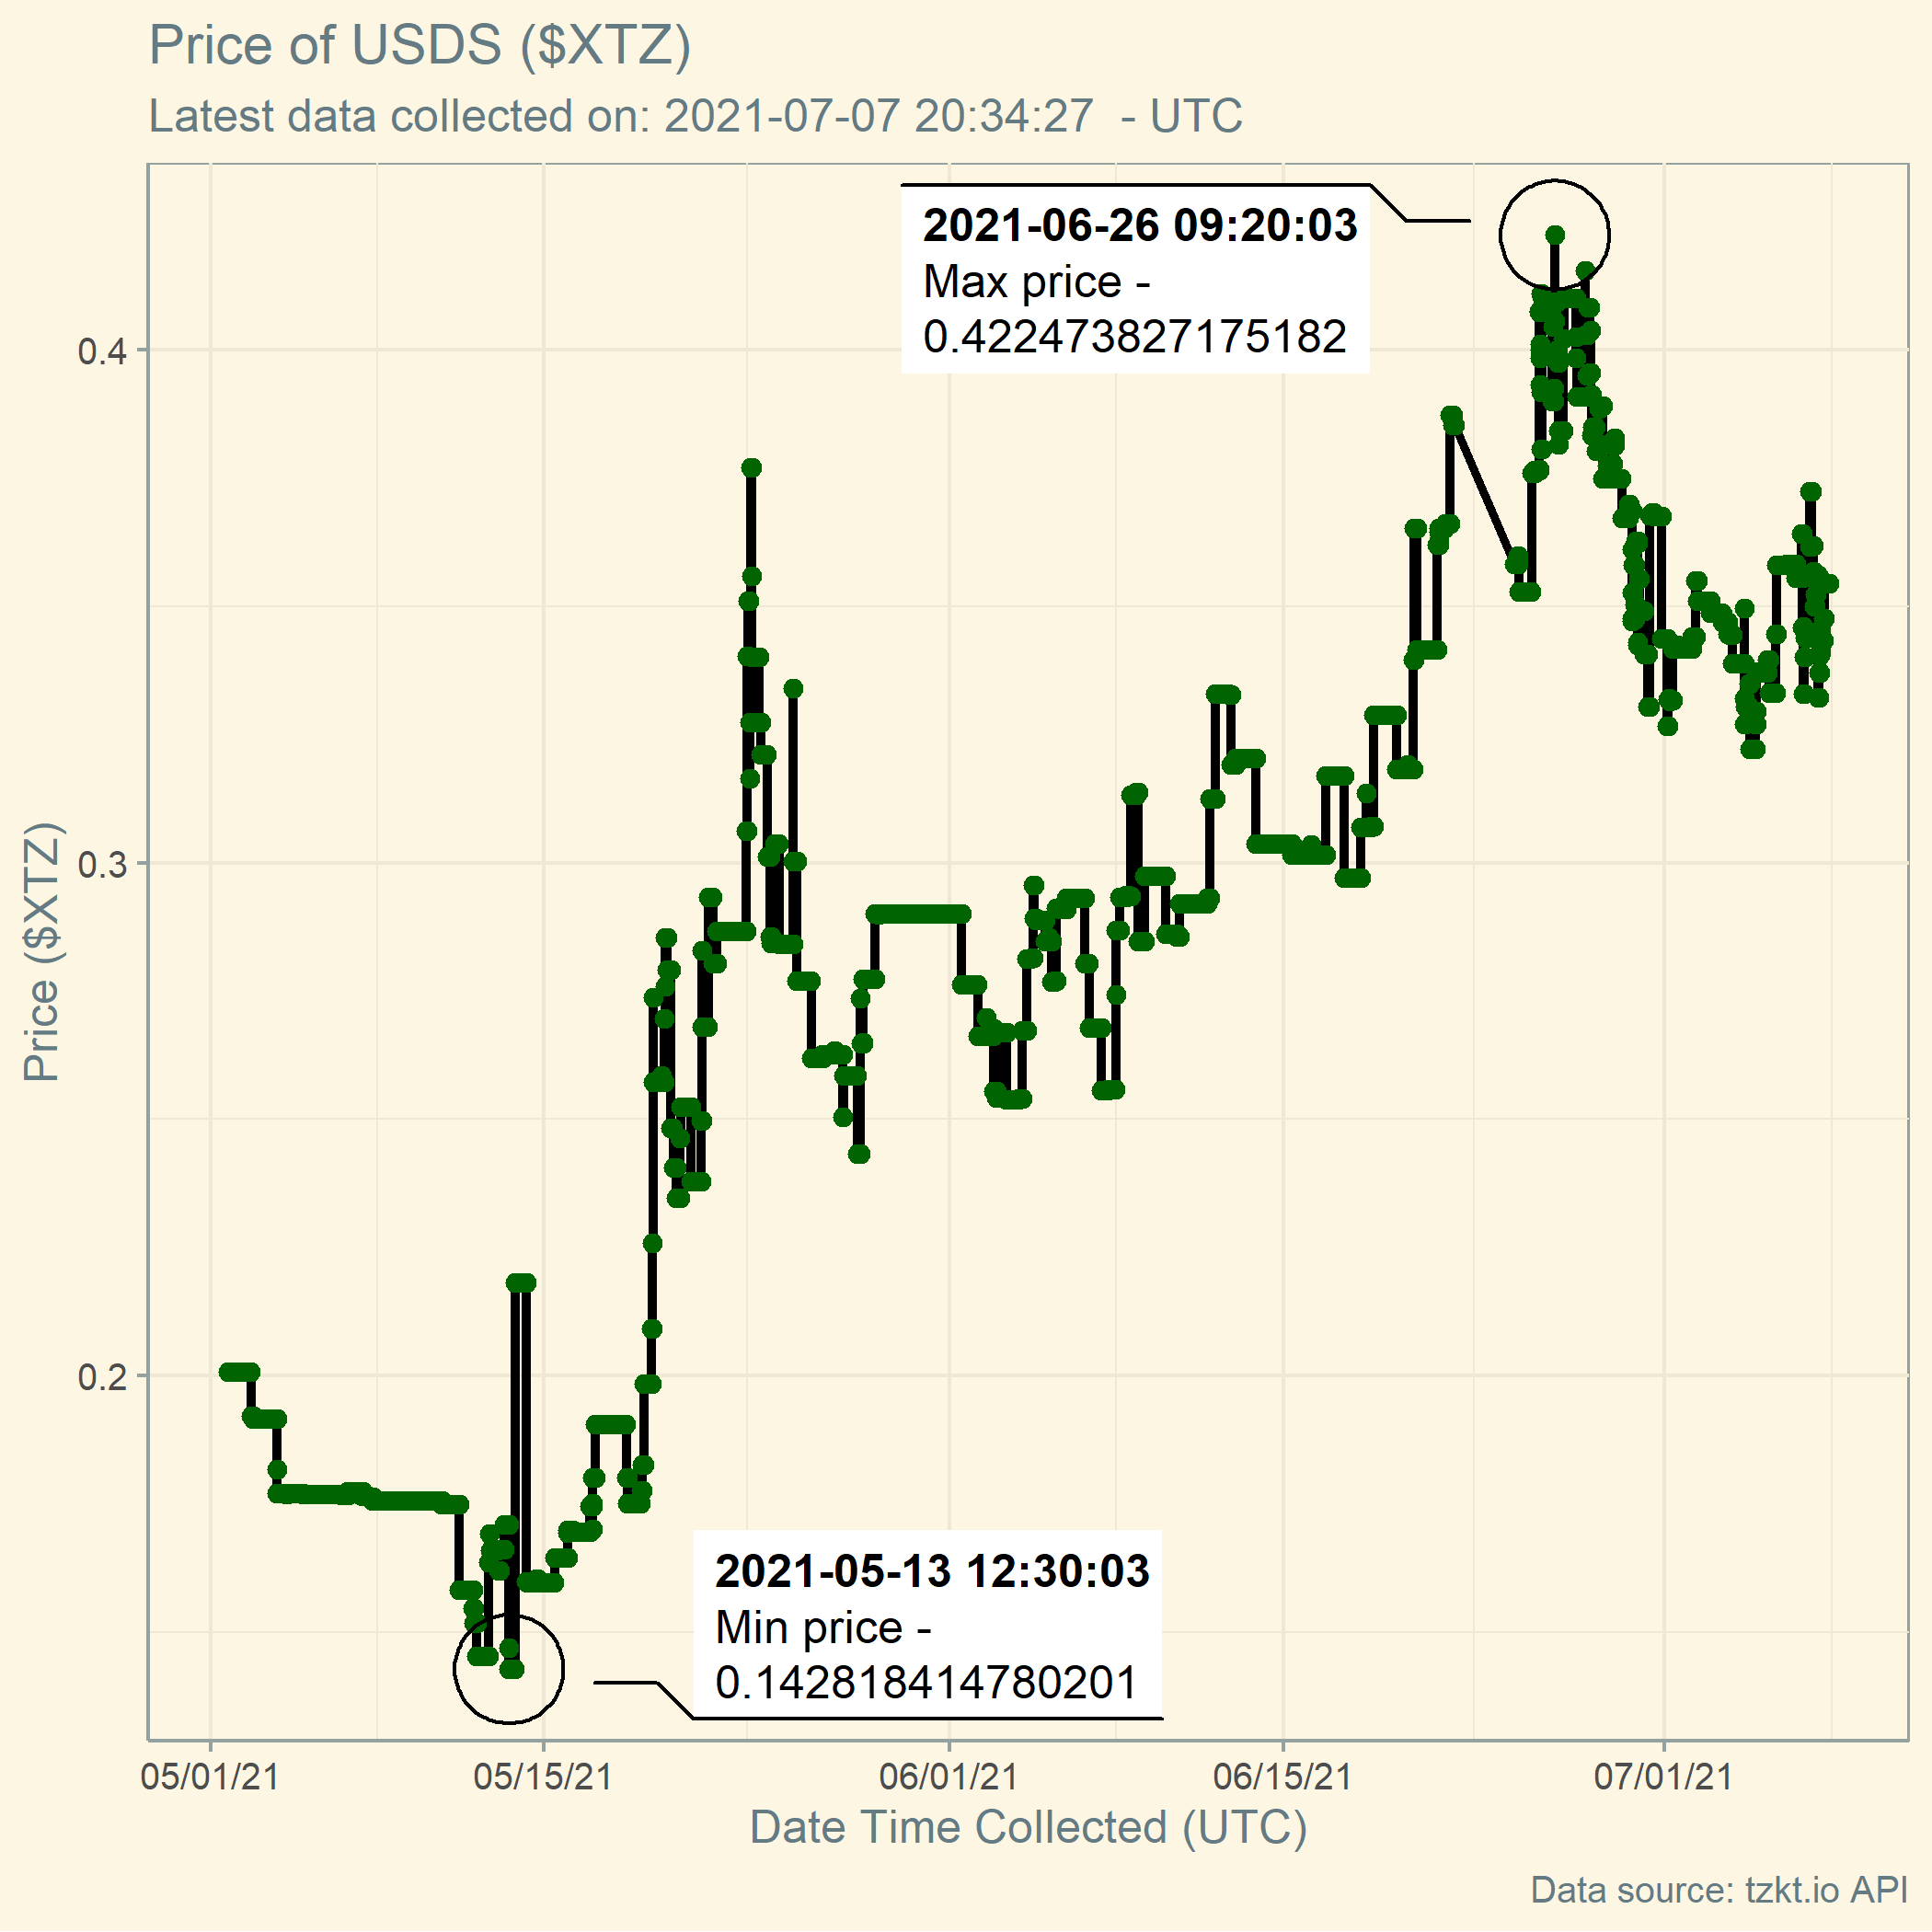 Price of USDS ($XTZ)
Latest data collected on: 2021-07-07 20:34:27  - UTC
2021-06-26 09:20:03
Max price -
0.422473827175182
0.4
0.3
0.2
Price ($XTZ)
2021-05-13 12:30:03
Min price -
0.142818414780201
05/01/21
05/15/21
06/01/21
06/15/21
07/01/21
Date Time Collected (UTC)
Data source: tzkt.io API